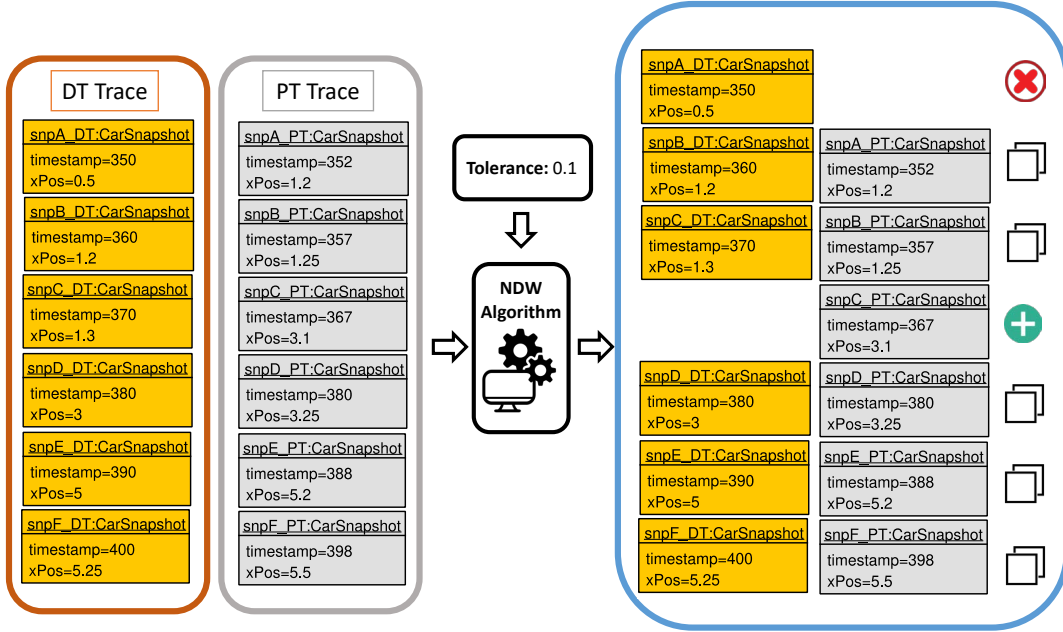 DT Trace
snpA_DT:CarSnapshot
timestamp=350
xPos=0.5
snpB_DT:CarSnapshot
timestamp=360
xPos=1.2
snpC_DT:CarSnapshot
timestamp=370
xPos=1.3
snpD_DT:CarSnapshot
timestamp=380
xPos=3
snpE_DT:CarSnapshot
timestamp=390
xPos=5
snpF_DT:CarSnapshot
timestamp=400
xPos=5.25
PT Trace
snpA_PT:CarSnapshot
timestamp=352
xPos=1.2
snpB_PT:CarSnapshot
timestamp=357
xPos=1.25
snpC_PT:CarSnapshot
timestamp=367
xPos=3.1
snpD_PT:CarSnapshot
timestamp=380
xPos=3.25
snpE_PT:CarSnapshot
timestamp=388
xPos=5.2
snpF_PT:CarSnapshot
timestamp=398
xPos=5.5
Tolerance: 0.1
NDW
Algorithm
snpA_DT:CarSnapshot
timestamp=350
xPos=0.5
snpB_DT:CarSnapshot
timestamp=360
xPos=1.2
snpA_PT:CarSnapshot
timestamp=352
xPos=1.2
snpC_DT:CarSnapshot
timestamp=370
xPos=1.3
snpB_PT:CarSnapshot
timestamp=357
xPos=1.25
snpC_PT:CarSnapshot
timestamp=367
xPos=3.1
snpD_DT:CarSnapshot
timestamp=380
xPos=3
snpD_PT:CarSnapshot
timestamp=380
xPos=3.25
snpE_DT:CarSnapshot
timestamp=390
xPos=5
snpE_PT:CarSnapshot
timestamp=388
xPos=5.2
snpF_DT:CarSnapshot
timestamp=400
xPos=5.25
snpF_PT:CarSnapshot
timestamp=398
xPos=5.5